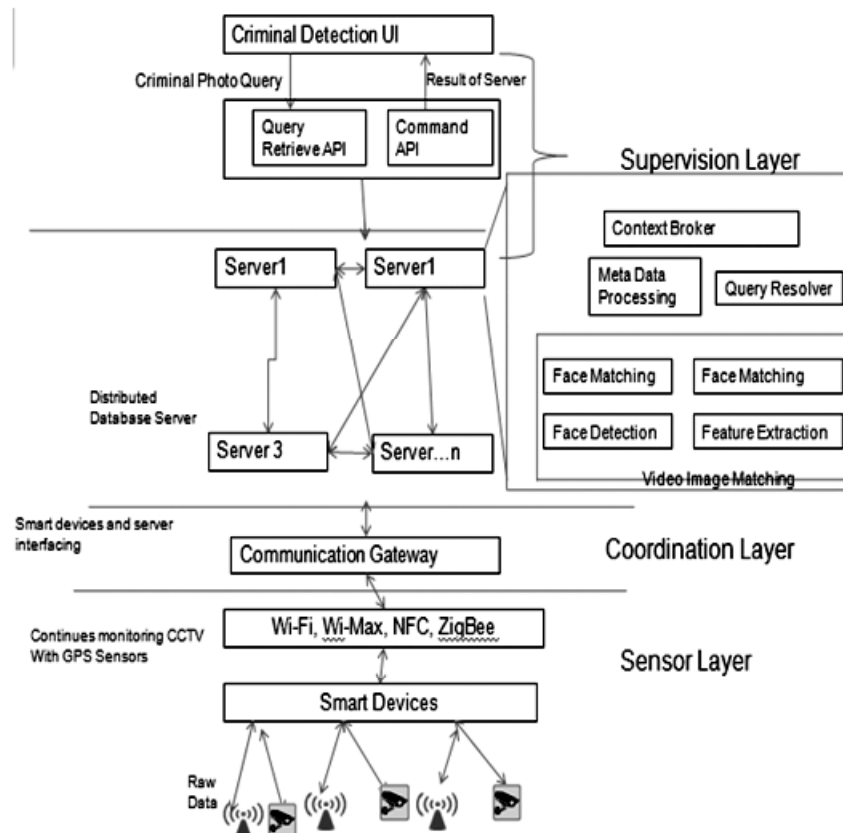 Criminal Detection UI
Criminal Photo Query
Result of Server
Query
Retrieve API
Command
API
Supervision Layer
Context Broker
Server1
Server1
Meta Data
Processing
Query Resolver
Face Matching
Face Matching
Distributed
Database Server
Face Detection
Feature Extraction
Server 3
Server...n
Video Image Matching
Smart devices and server
interfacing
Communication Gateway
Coordination Layer
Wi-Fi, Wi-Max, NFC, ZigBee
Continues monitoring CCTV
With GPS Sensors
Sensor Layer
Smart Devices
Raw
Data